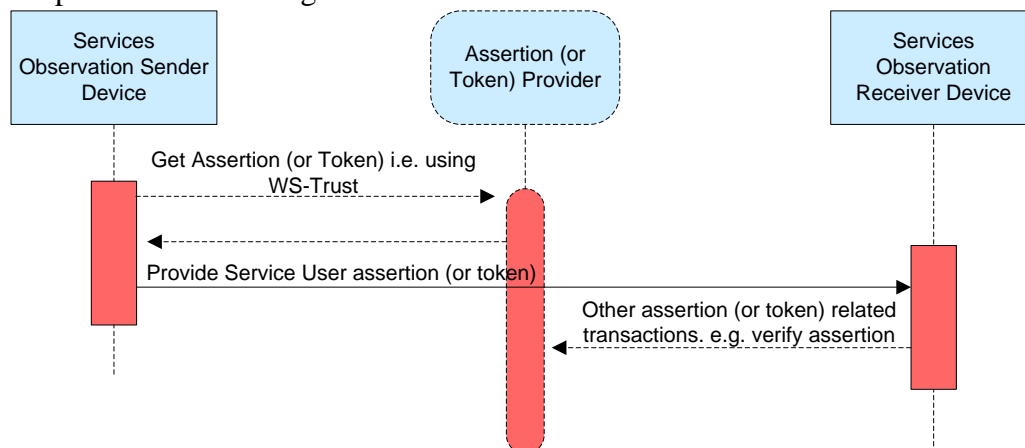 Services
Observation Sender
Device
Assertion (or
Token) Provider
Services
Observation
Receiver Device
Get Assertion (or Token) i.e. using
WS-Trust
Provide Service User assertion (or token)
Other assertion (or token) related
transactions. e.g. verify assertion